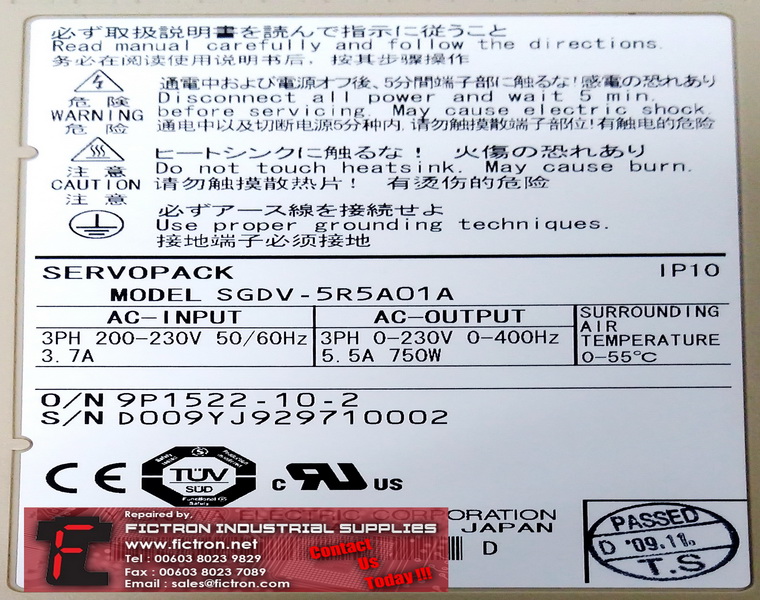 必ず取扱説明書を読んで指示に従うこと
Read manual carefully and follow the directions.
务必在阅读使用说明书后, 按其步骤操作
危険
WARNING
危险
通電中および電源オフ後、5分間端子部に触るな!感電の恐れあり
Disconnect all power and wait 5 min.
before servicing. May cause electric shock.
通电中以及切断电源5分种内,请勿触摸散端子部位!有触电的危险
注意
CAUTION
注意
ヒートシンクに触るな! 火傷の恐れあり
Do not touch heatsink. May cause burn.
请勿触摸散热片! 有烫伤的危险
必ずアース線を接続せよ
Use proper grounding techniques.
接地端子必须接地
SERVOPACK IP10
MODEL SGDV-5R5A01A
AC-INPUT
3PH 200-230V 50/60Hz
3.7A
AC-OUTPUT
3PH 0-230V 0-400Hz
5.5A 750W
SURROUNDING
AIR
TEMPERATURE
0-55℃
O/N 9P1522-10-2
S/N D009YJ929710002
CE
TÜV
SÜD
Functional GS
Safety
c RU US
ELECTRIC CORPORATION
JAPAN
D
PASSED
D '09.11.
T.S
Repaired by,
FICTRON INDUSTRIAL SUPPLIES
www.fictron.net
Tel : 00603 8023 9829
Fax : 00603 8023 7089
Email : sales@fictron.com
Contact
Us
Today !!!